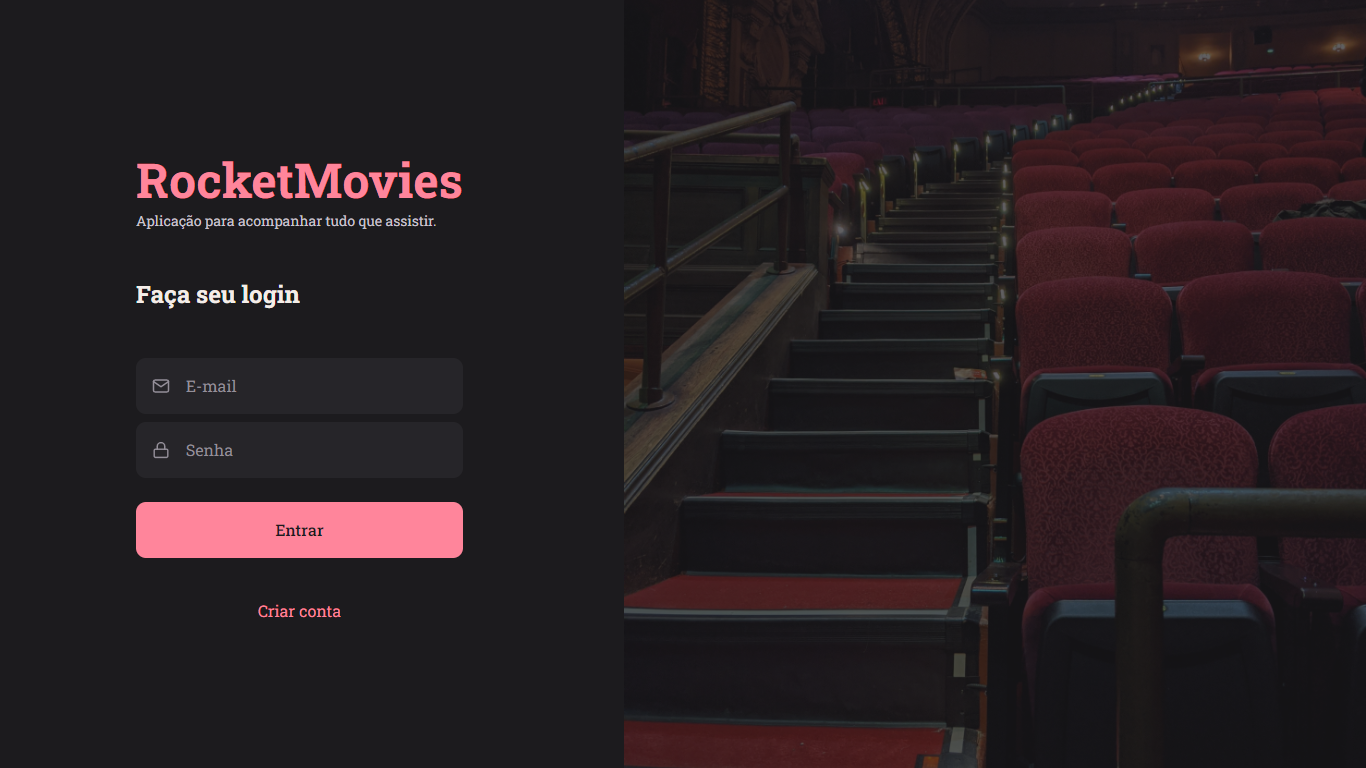 RocketMovies
Aplicação para acompanhar tudo que assistir.
Faça seu login
E-mail
Senha
Entrar
Criar conta